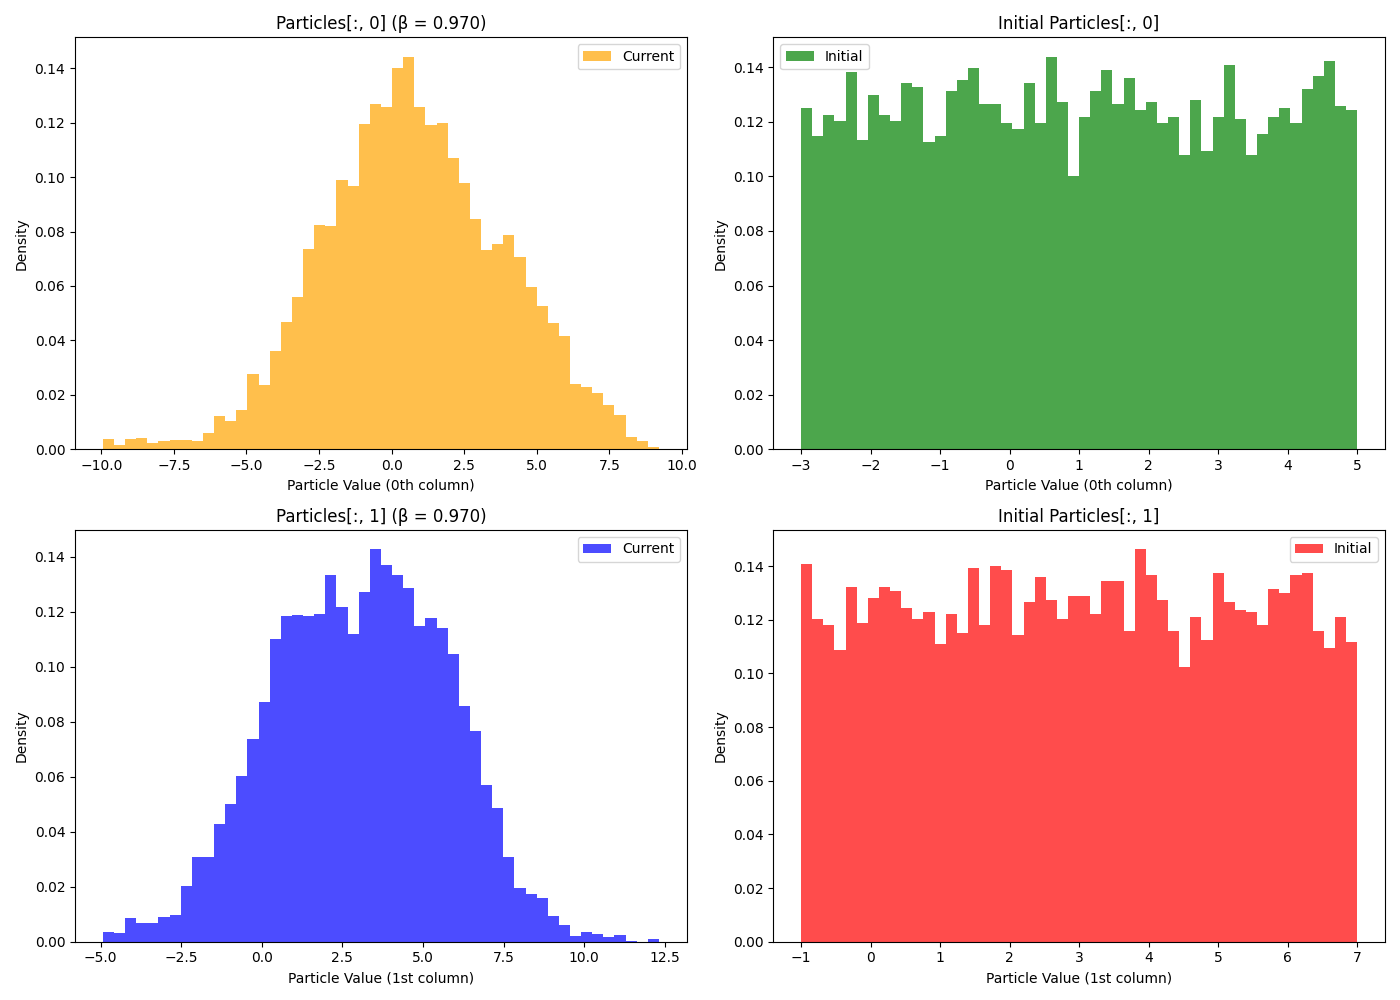 Particles[:, 0] (β = 0.970)
Current
Density
0.14
0.12
0.10
0.08
0.06
0.04
0.02
0.00
−10.0 −7.5 −5.0 −2.5 0.0 2.5 5.0 7.5 10.0
Particle Value (0th column)
Initial Particles[:, 0]
Initial
Density
0.14
0.12
0.10
0.08
0.06
0.04
0.02
0.00
−3 −2 −1 0 1 2 3 4 5
Particle Value (0th column)
Particles[:, 1] (β = 0.970)
Current
Density
0.14
0.12
0.10
0.08
0.06
0.04
0.02
0.00
−5.0 −2.5 0.0 2.5 5.0 7.5 10.0 12.5
Particle Value (1st column)
Initial Particles[:, 1]
Initial
Density
0.14
0.12
0.10
0.08
0.06
0.04
0.02
0.00
−1 0 1 2 3 4 5 6 7
Particle Value (1st column)